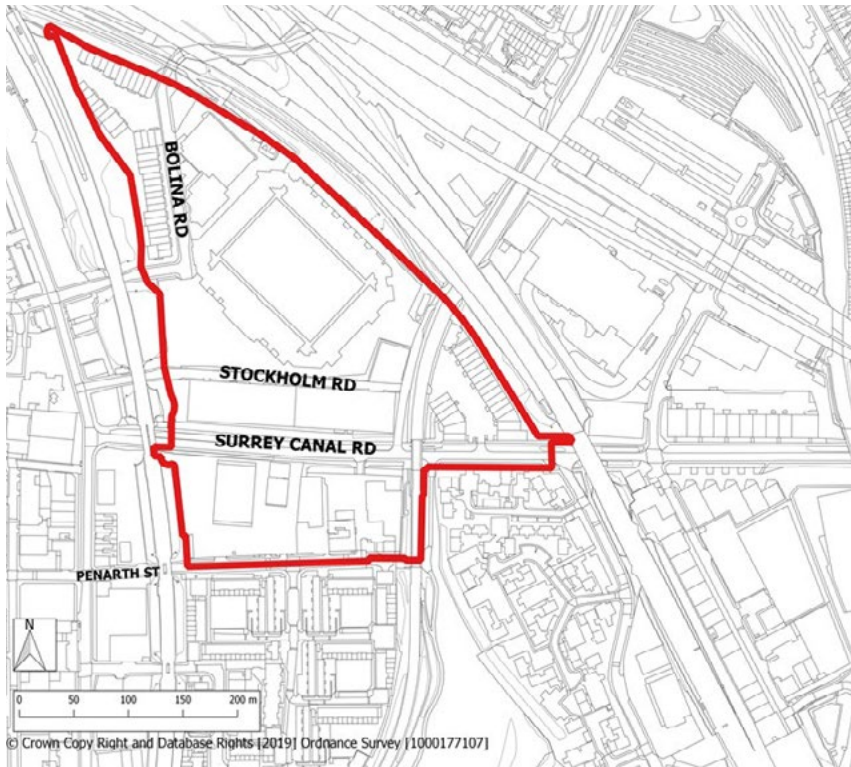 BOLINA RD
STOCKHOLM RD
SURREY CANAL RD
PENARTH ST
N
0 50 100 150 200 m
© Crown Copy Right and Database Rights [2019] Ordnance Survey [1000177107]